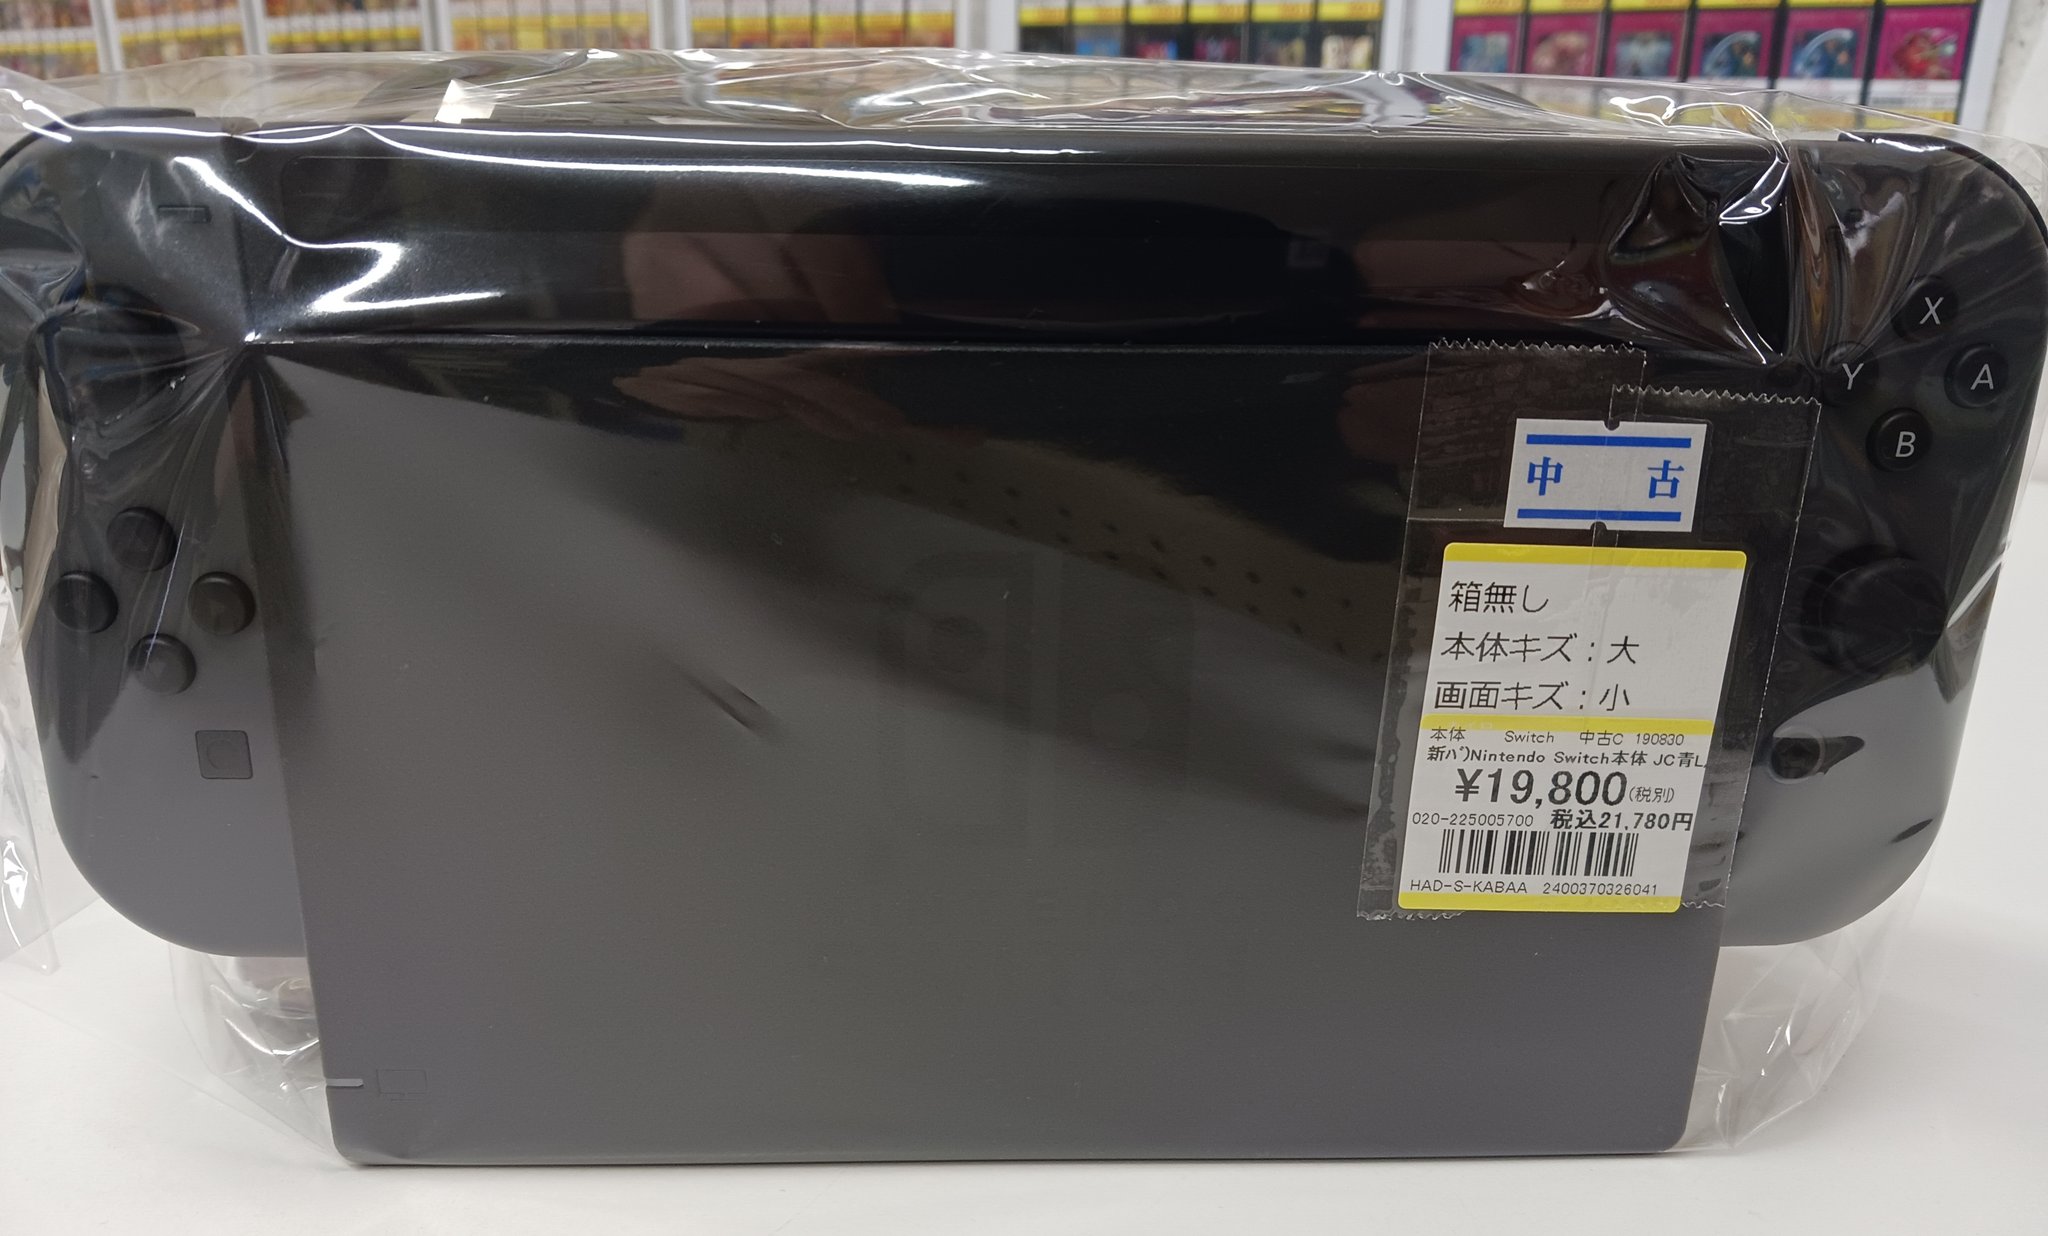 X
Y
A
B
中古
箱無し
本体キズ：大
画面キズ：小
本体 Switch 中古C 190830
新ﾊﾟ)Nintendo Switch本体 JC青L
¥19,800(税別)
020-225005700 税込21,780円
HAD-S-KABAA 2400370326041